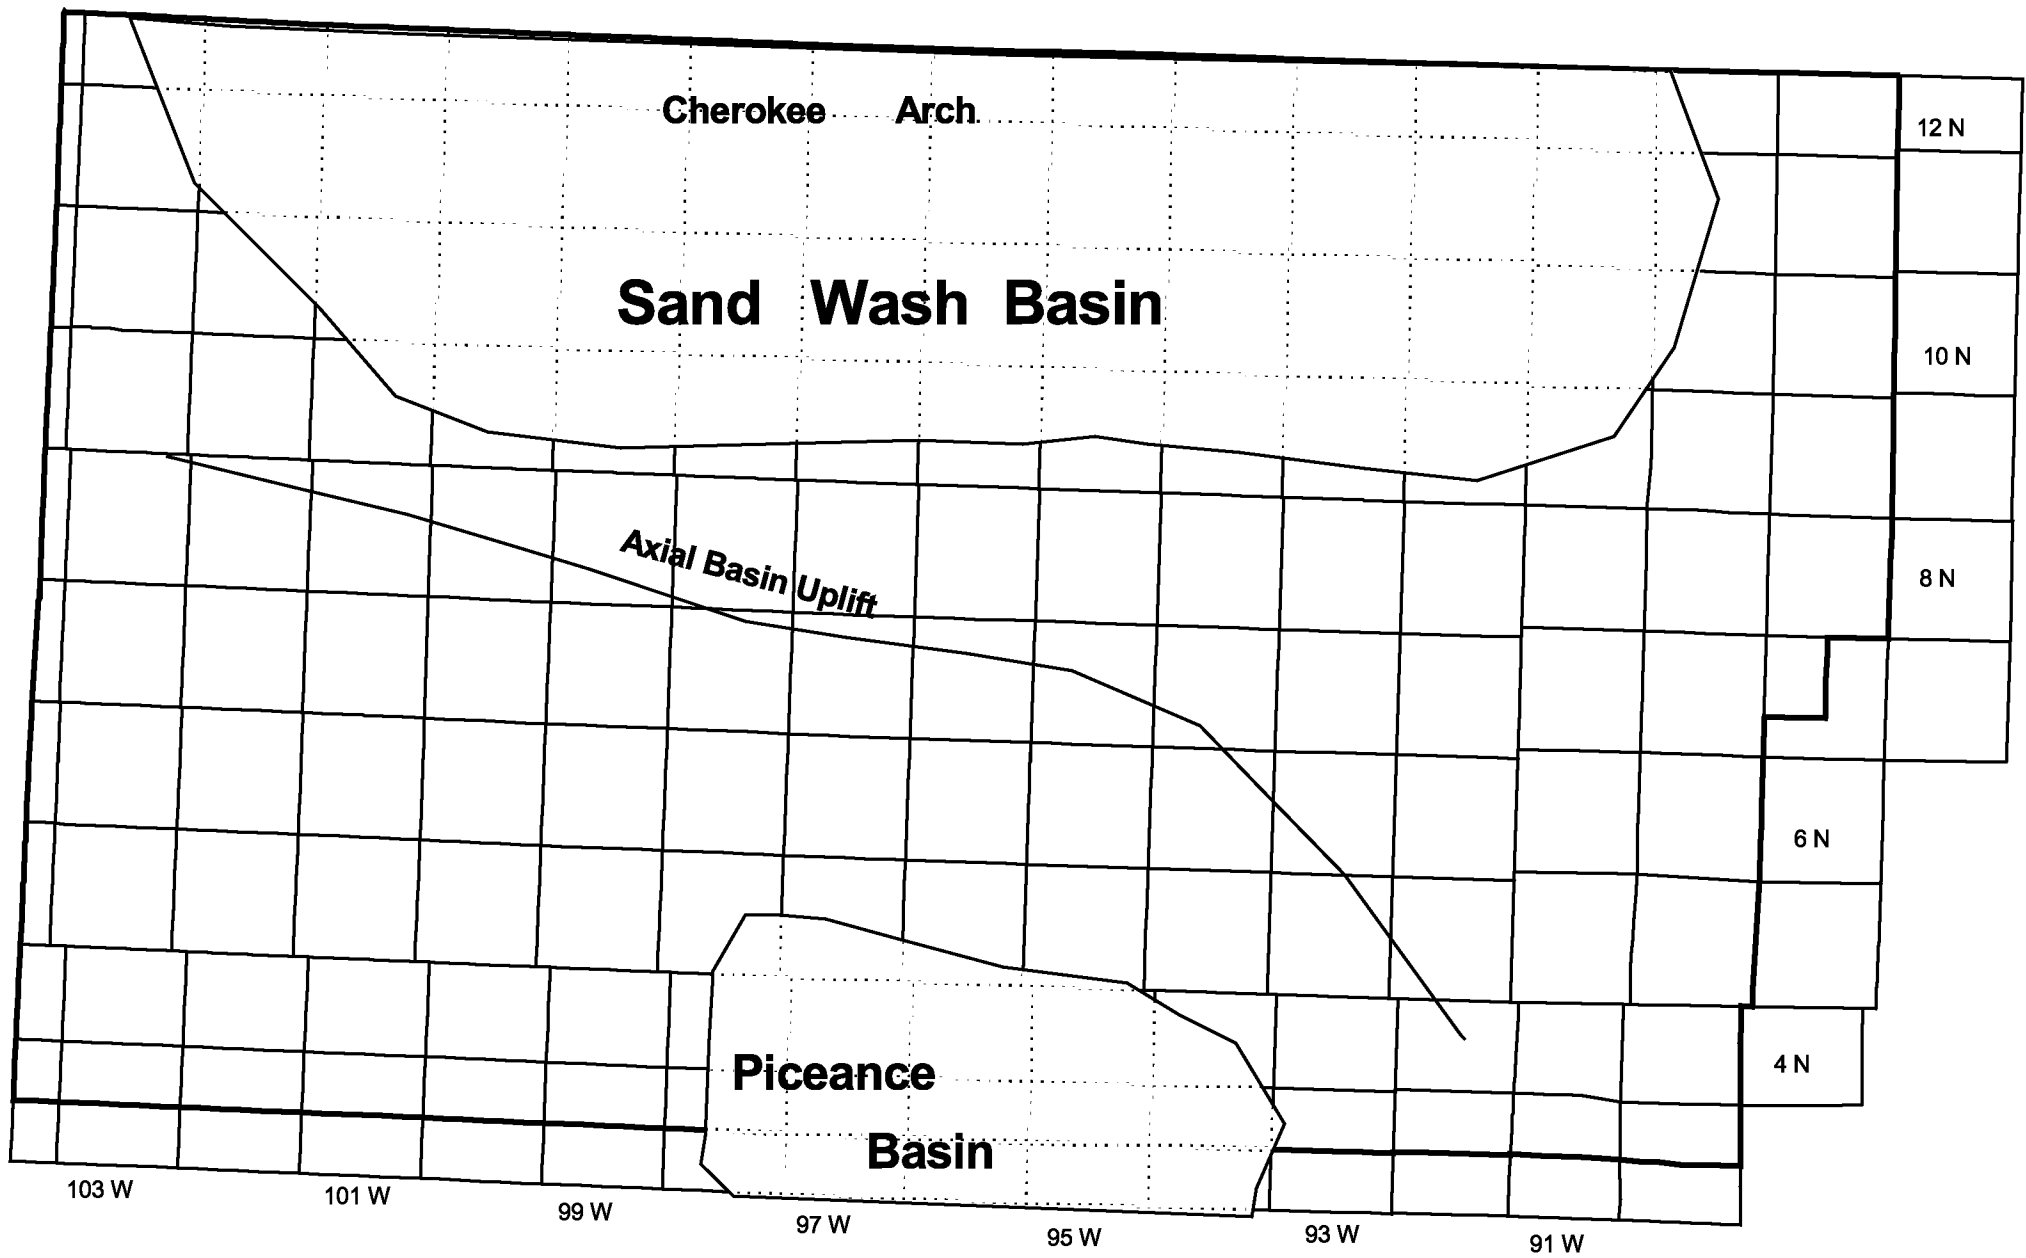 Cherokee Arch
12 N
Sand Wash Basin
10 N
Axial Basin Uplift
8 N
6 N
Piceance
Basin
4 N
103 W
101 W
99 W
97 W
95 W
93 W
91 W